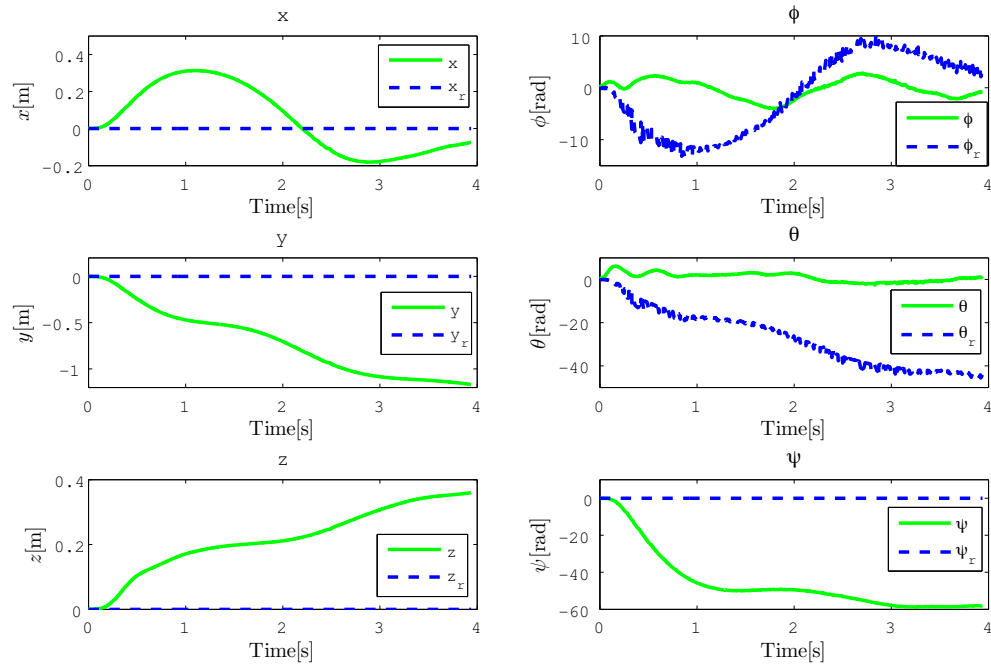 x
x[m]
0.4
0.2
0
-0.2
0
1
2
3
4
Time[s]
x
x_r
ϕ
ϕ[rad]
10
0
-10
0
1
2
3
4
Time[s]
ϕ
ϕ_r
y
y[m]
0
-0.5
-1
0
1
2
3
4
Time[s]
y
y_r
θ
θ[rad]
0
-20
-40
0
1
2
3
4
Time[s]
θ
θ_r
z
z[m]
0.4
0.2
0
0
1
2
3
4
Time[s]
z
z_r
ψ
ψ[rad]
0
-20
-40
-60
0
1
2
3
4
Time[s]
ψ
ψ_r